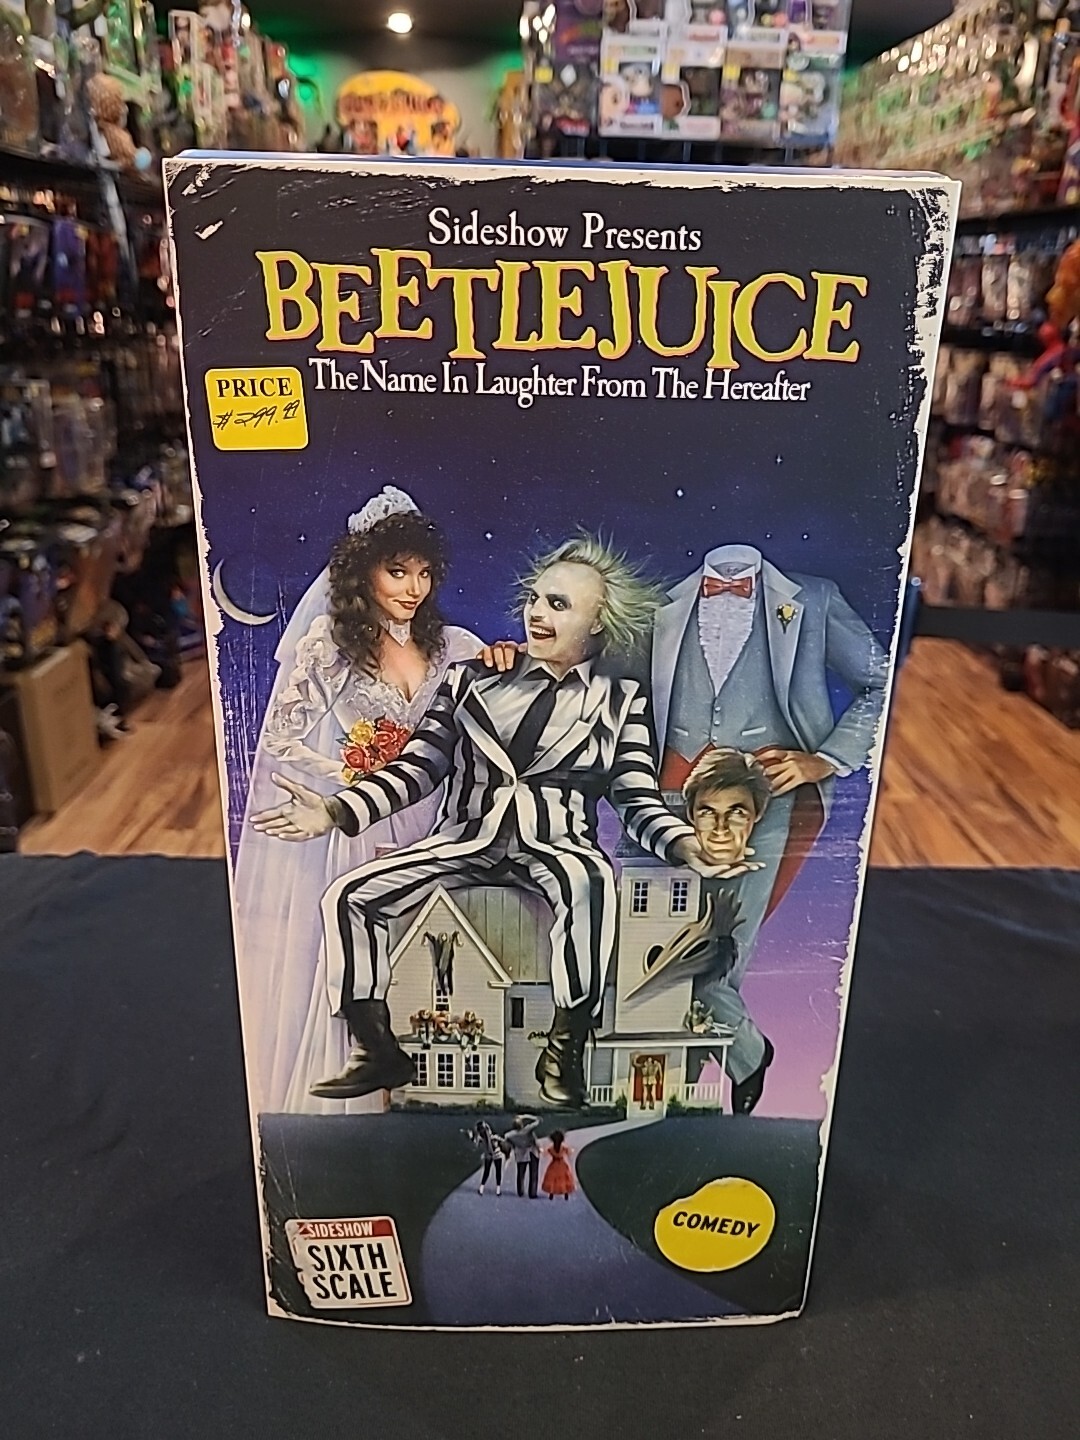 Sideshow Presents
BEETLEJUICE
The Name In Laughter From The Hereafter
PRICE
$299.99
SIDESHOW
SIXTH
SCALE
COMEDY